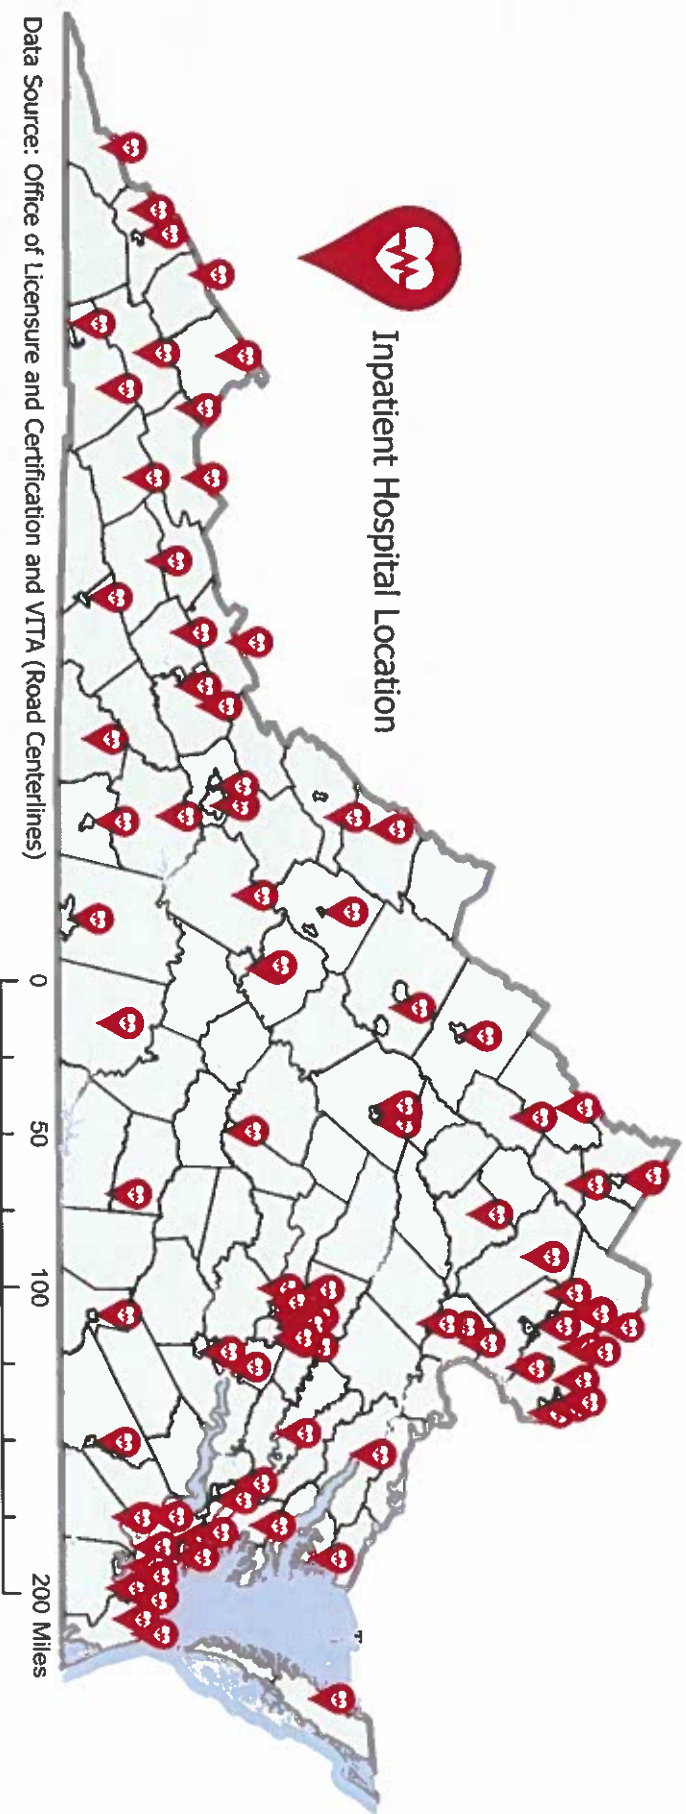 Inpatient Hospital Location
0 50 100 200 Miles
Data Source: Office of Licensure and Certification and VITA (Road Centerlines)